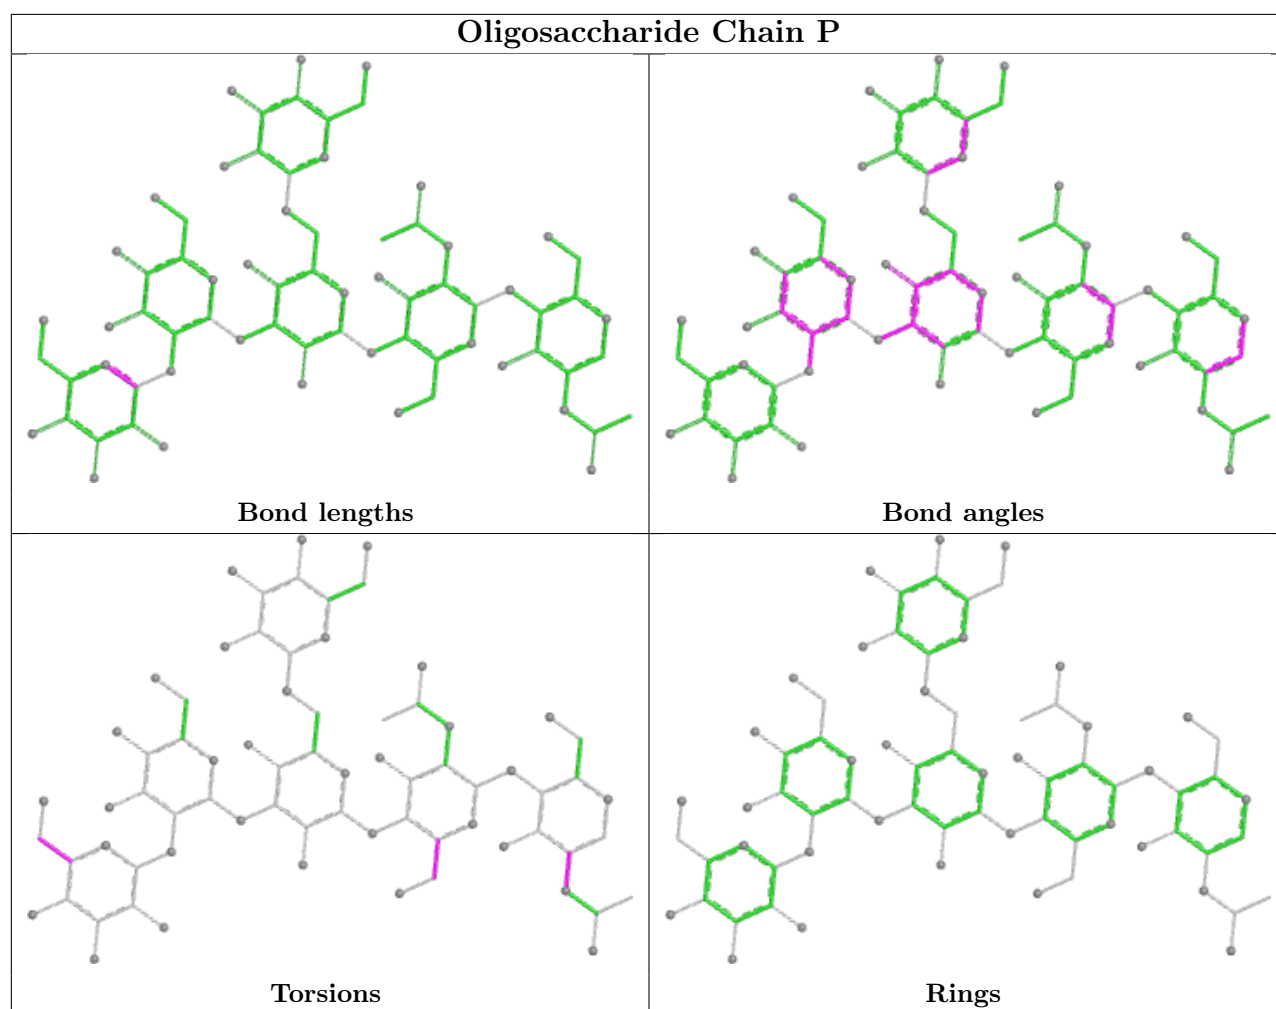 Oligosaccharide Chain P
Bond lengths
Bond angles
Torsions
Rings